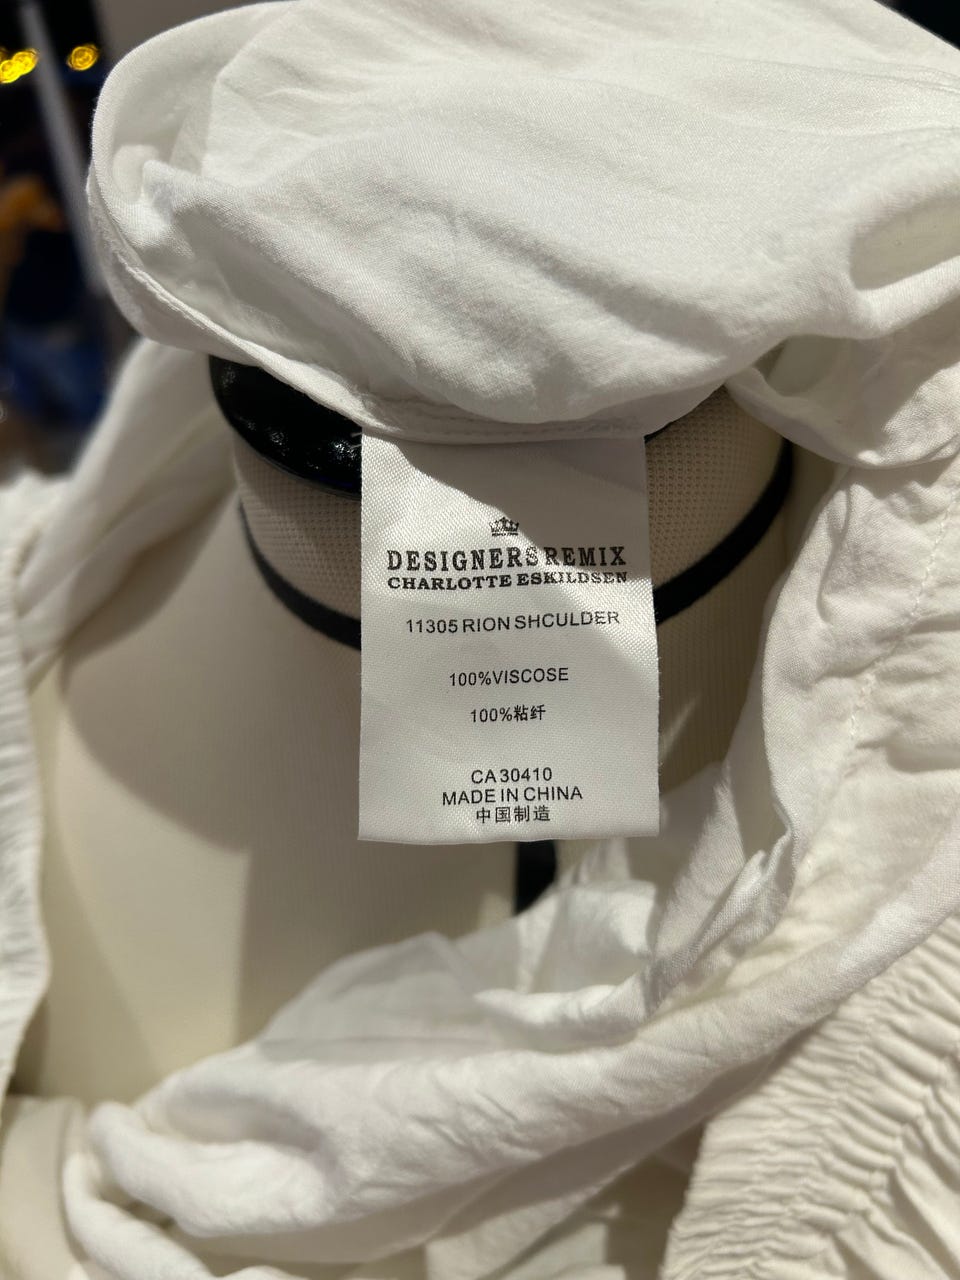 DESIGNERS REMIX
CHARLOTTE ESKILDSEN
11305 RION SHCULDER
100%VISCOSE
100%粘纤
CA 30410
MADE IN CHINA
中国制造